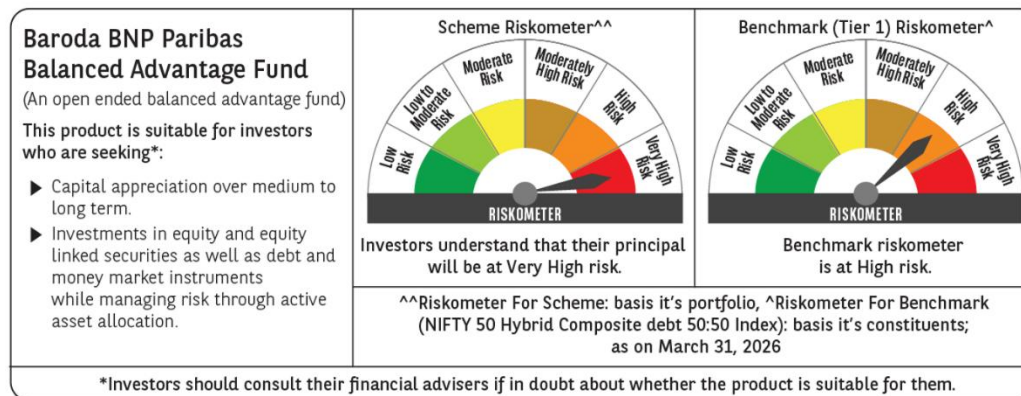 Baroda BNP Paribas
Balanced Advantage Fund
(An open ended balanced advantage fund)
This product is suitable for investors
who are seeking*:
▶ Capital appreciation over medium to
long term.
▶ Investments in equity and equity
linked securities as well as debt and
money market instruments
while managing risk through active
asset allocation.
Scheme Riskometer^^
Low Risk
Low to Moderate Risk
Moderate Risk
Moderately High Risk
High Risk
Very High Risk
RISKOMETER
Investors understand that their principal
will be at Very High risk.
Benchmark (Tier 1) Riskometer^
Low Risk
Low to Moderate Risk
Moderate Risk
Moderately High Risk
High Risk
Very High Risk
RISKOMETER
Benchmark riskometer
is at High risk.
^^Riskometer For Scheme: basis it's portfolio, ^Riskometer For Benchmark
(NIFTY 50 Hybrid Composite debt 50:50 Index): basis it's constituents;
as on March 31, 2026
*Investors should consult their financial advisers if in doubt about whether the product is suitable for them.